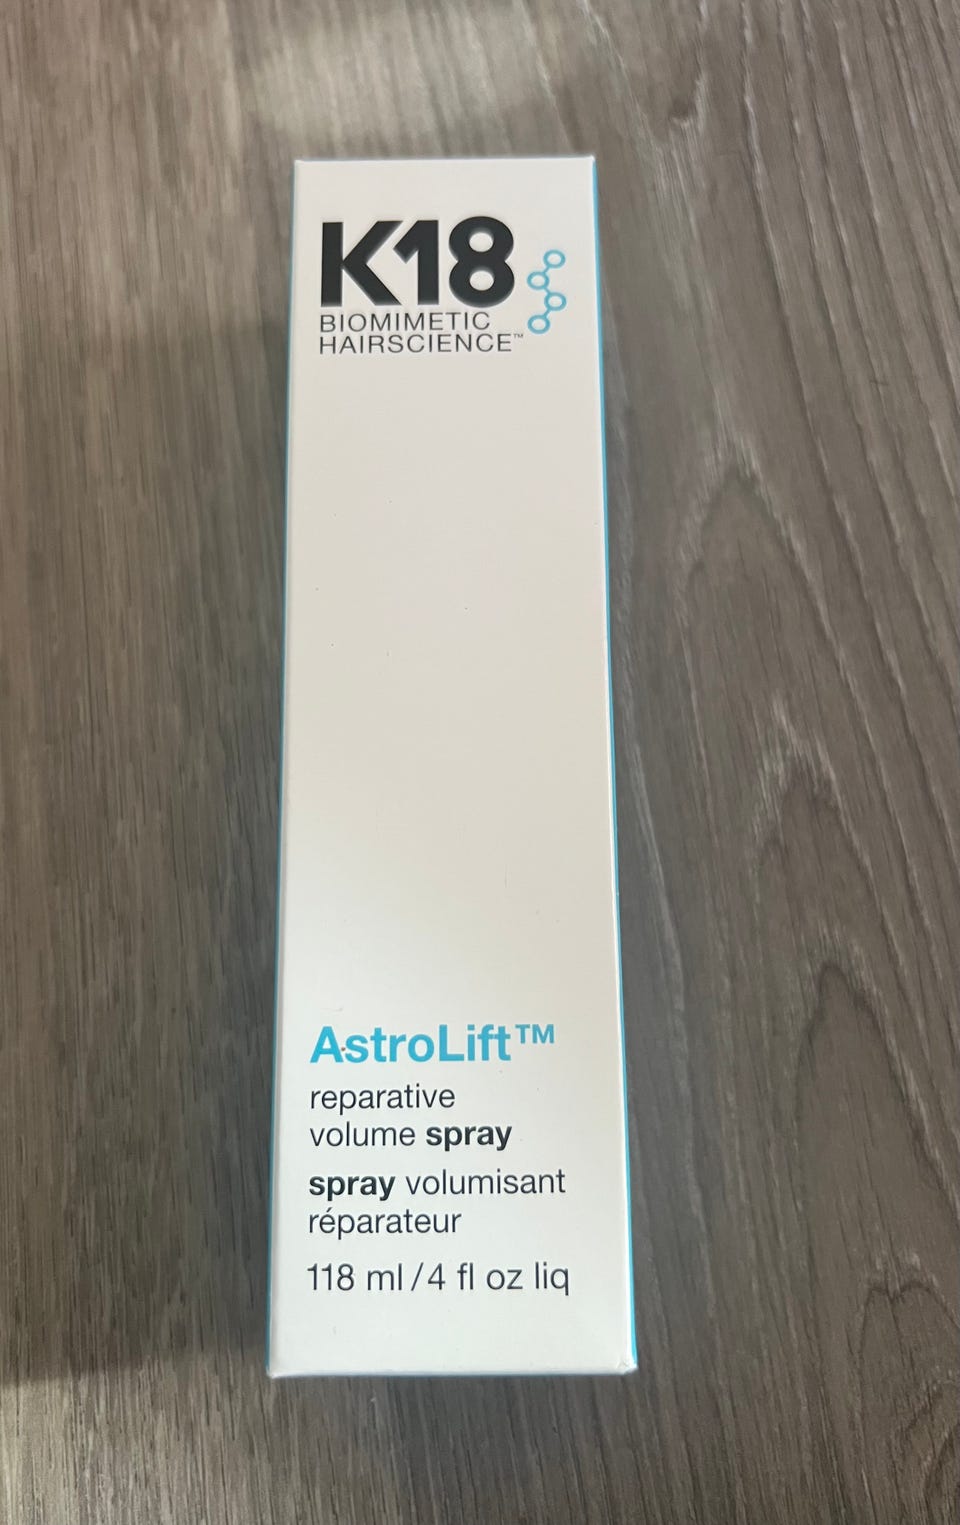 K18
BIOMIMETIC
HAIRSCIENCE™
AstroLift™
reparative
volume spray
spray volumisant
réparateur
118 ml / 4 fl oz liq